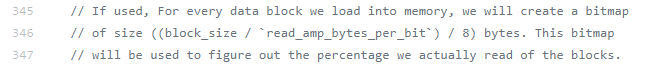 345 // If used, For every data block we load into memory, we will create a bitmap
346 // of size ((block_size / `read_amp_bytes_per_bit`) / 8) bytes. This bitmap
347 // will be used to figure out the percentage we actually read of the blocks.